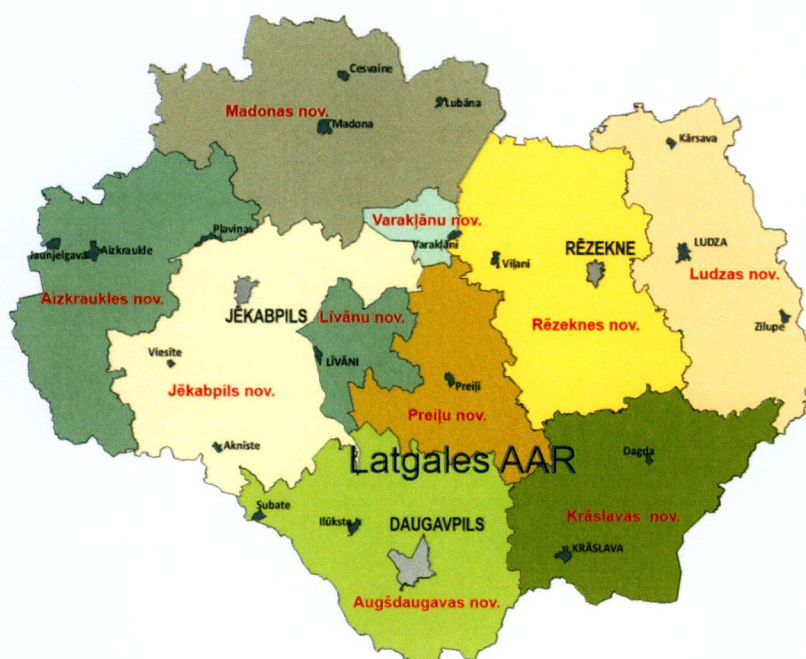 Cesvaine
Lubāna
Madonas nov.
Madona
Kārsava
Varakļānu nov.
Pļaviņas
Jaunjelgava
Aizkraukle
Varakļāni
Viļāni
RĒZEKNE
LUDZA
Ludzas nov.
Aizkraukles nov.
JĒKABPILS
Līvānu nov.
Rēzeknes nov.
Zilupe
Viesīte
LĪVĀNI
Jēkabpils nov.
Preiļi
Preiļu nov.
Aknīste
Latgales AAR
Dagda
Subate
Ilūkste
DAUGAVPILS
Krāslavas nov.
KRĀSLAVA
Augšdaugavas nov.